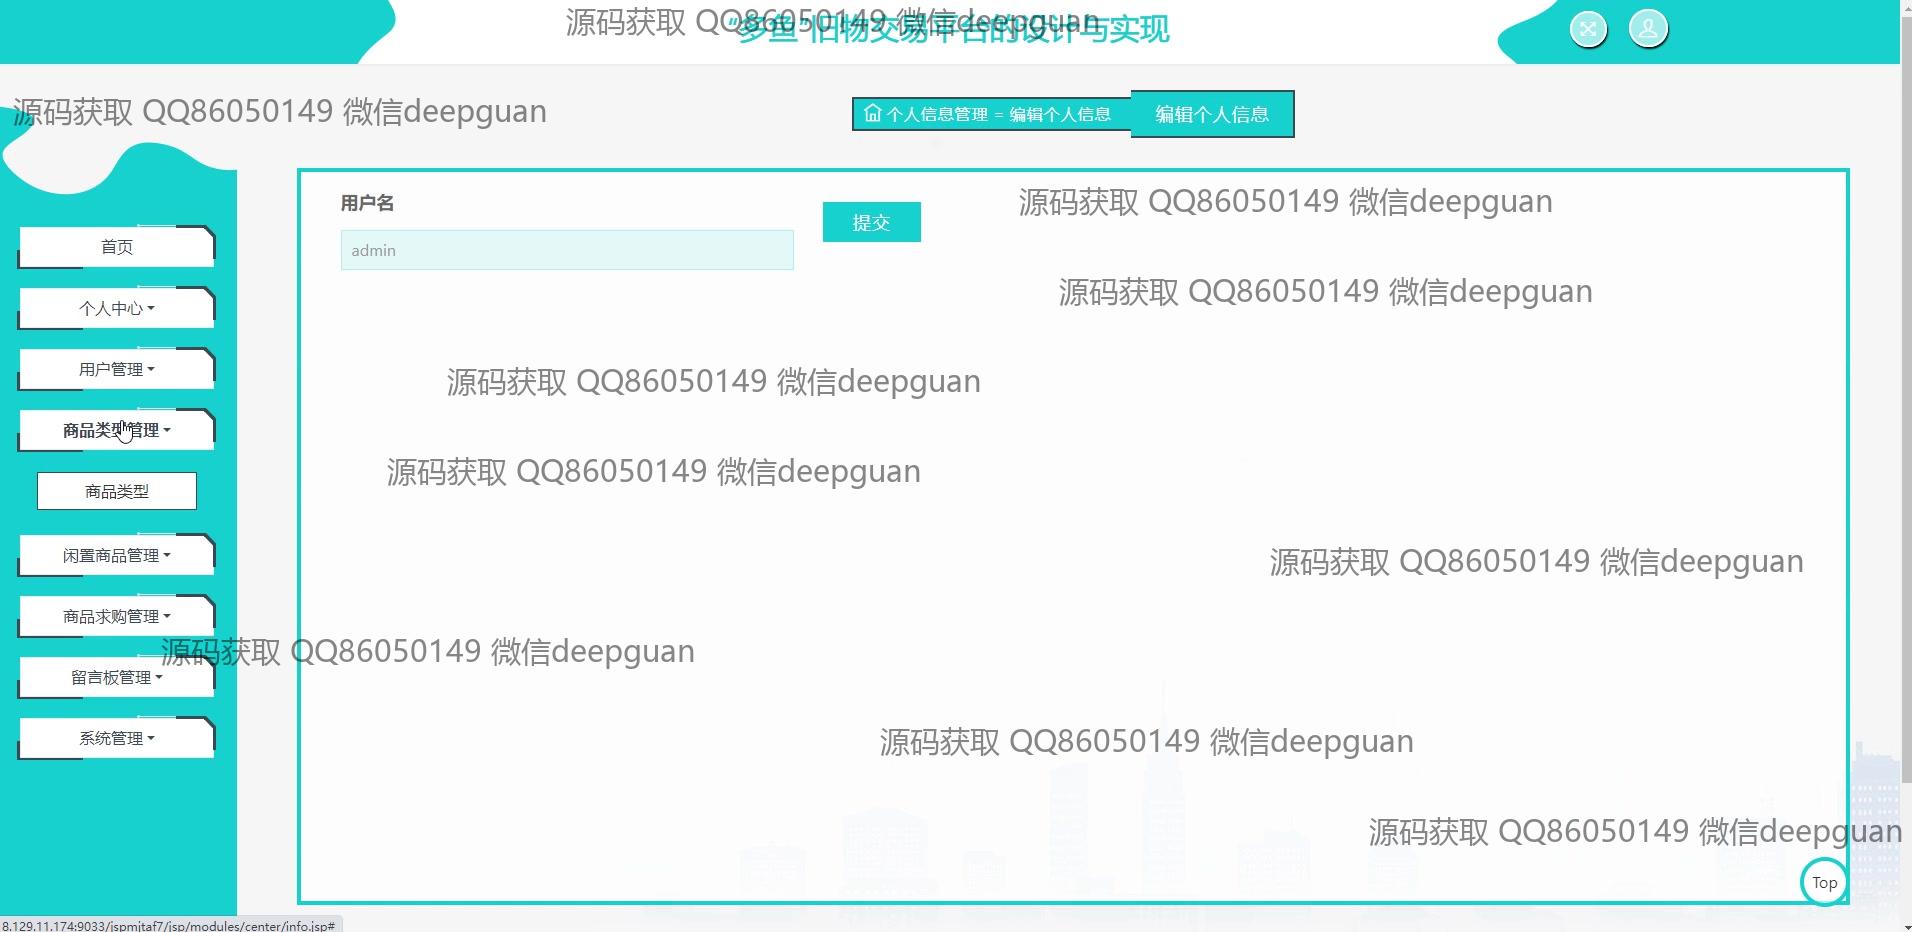 源码获取 QQ86050149 微信deepguan
“多鱼”旧物交易平台的设计与实现
源码获取 QQ86050149 微信deepguan
个人信息管理 = 编辑个人信息
编辑个人信息
用户名
提交
源码获取 QQ86050149 微信deepguan
首页
admin
源码获取 QQ86050149 微信deepguan
个人中心
用户管理
源码获取 QQ86050149 微信deepguan
商品类型管理
源码获取 QQ86050149 微信deepguan
商品类型
闲置商品管理
源码获取 QQ86050149 微信deepguan
商品求购管理
源码获取 QQ86050149 微信deepguan
留言板管理
系统管理
源码获取 QQ86050149 微信deepguan
源码获取 QQ86050149 微信deepguan
Top
8.129.11.174:9033/jspmjtaf7/jsp/modules/center/info.jsp#